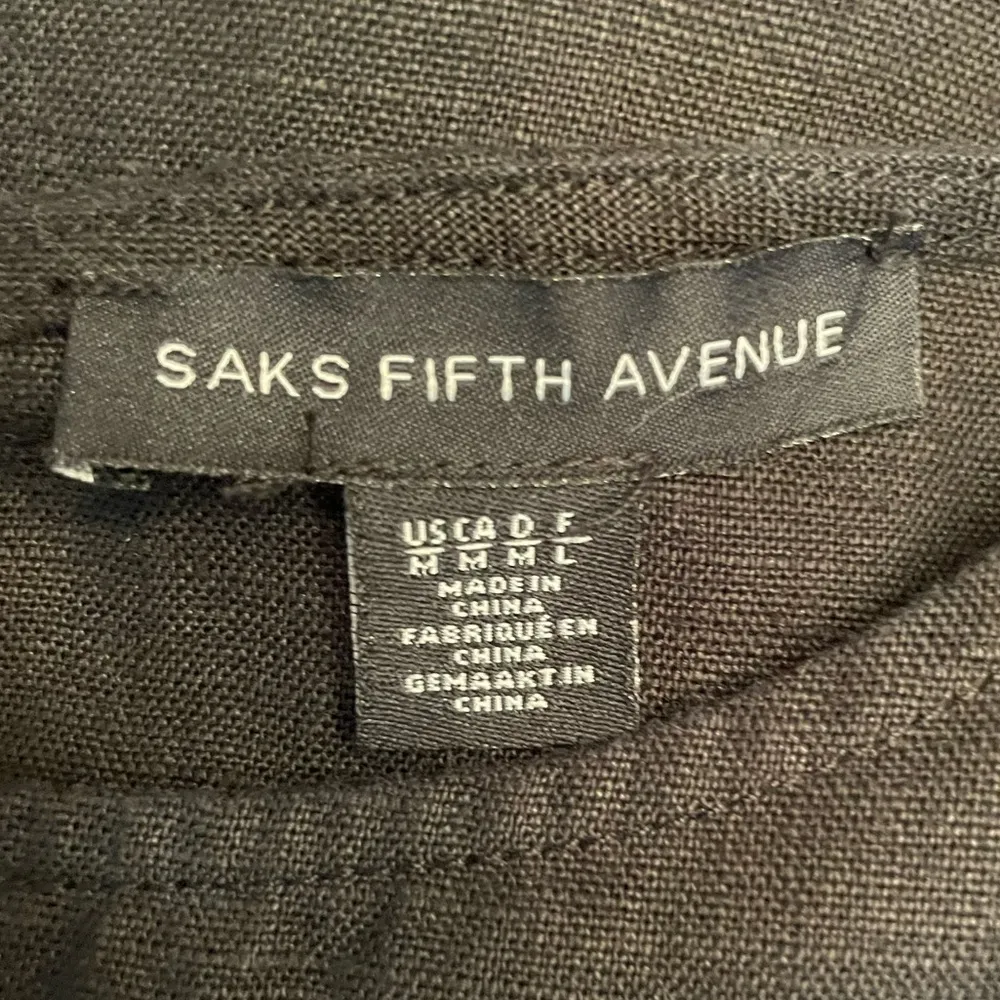 SAKS FIFTH AVENUE
US CA D F
M M M L
MADE IN
CHINA
FABRIQUÉ EN
CHINA
GEMAAKT.IN
CHINA